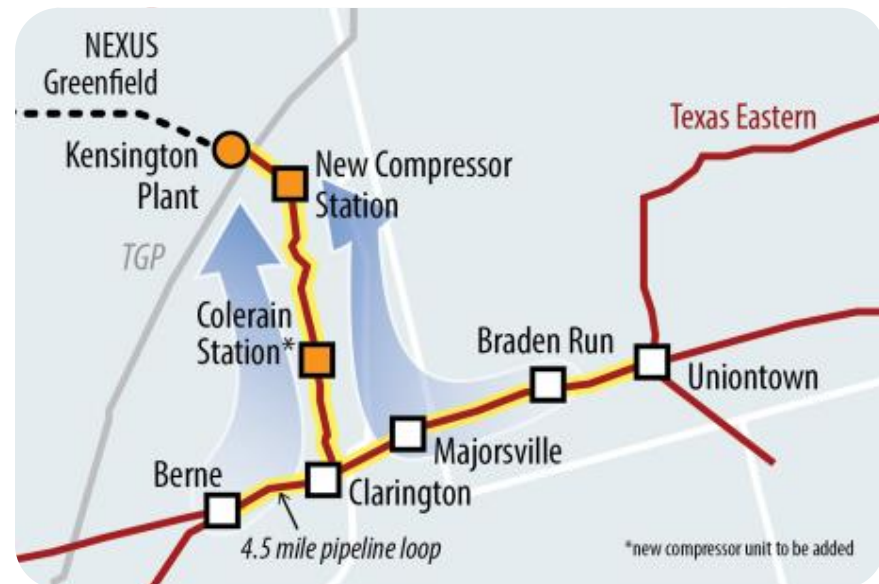 NEXUS
Greenfield
Texas Eastern
Kensington
Plant
New Compressor
Station
TGP
Colerain
Station*
Braden Run
Uniontown
Majorsville
Berne
Clarington
4.5 mile pipeline loop
*new compressor unit to be added